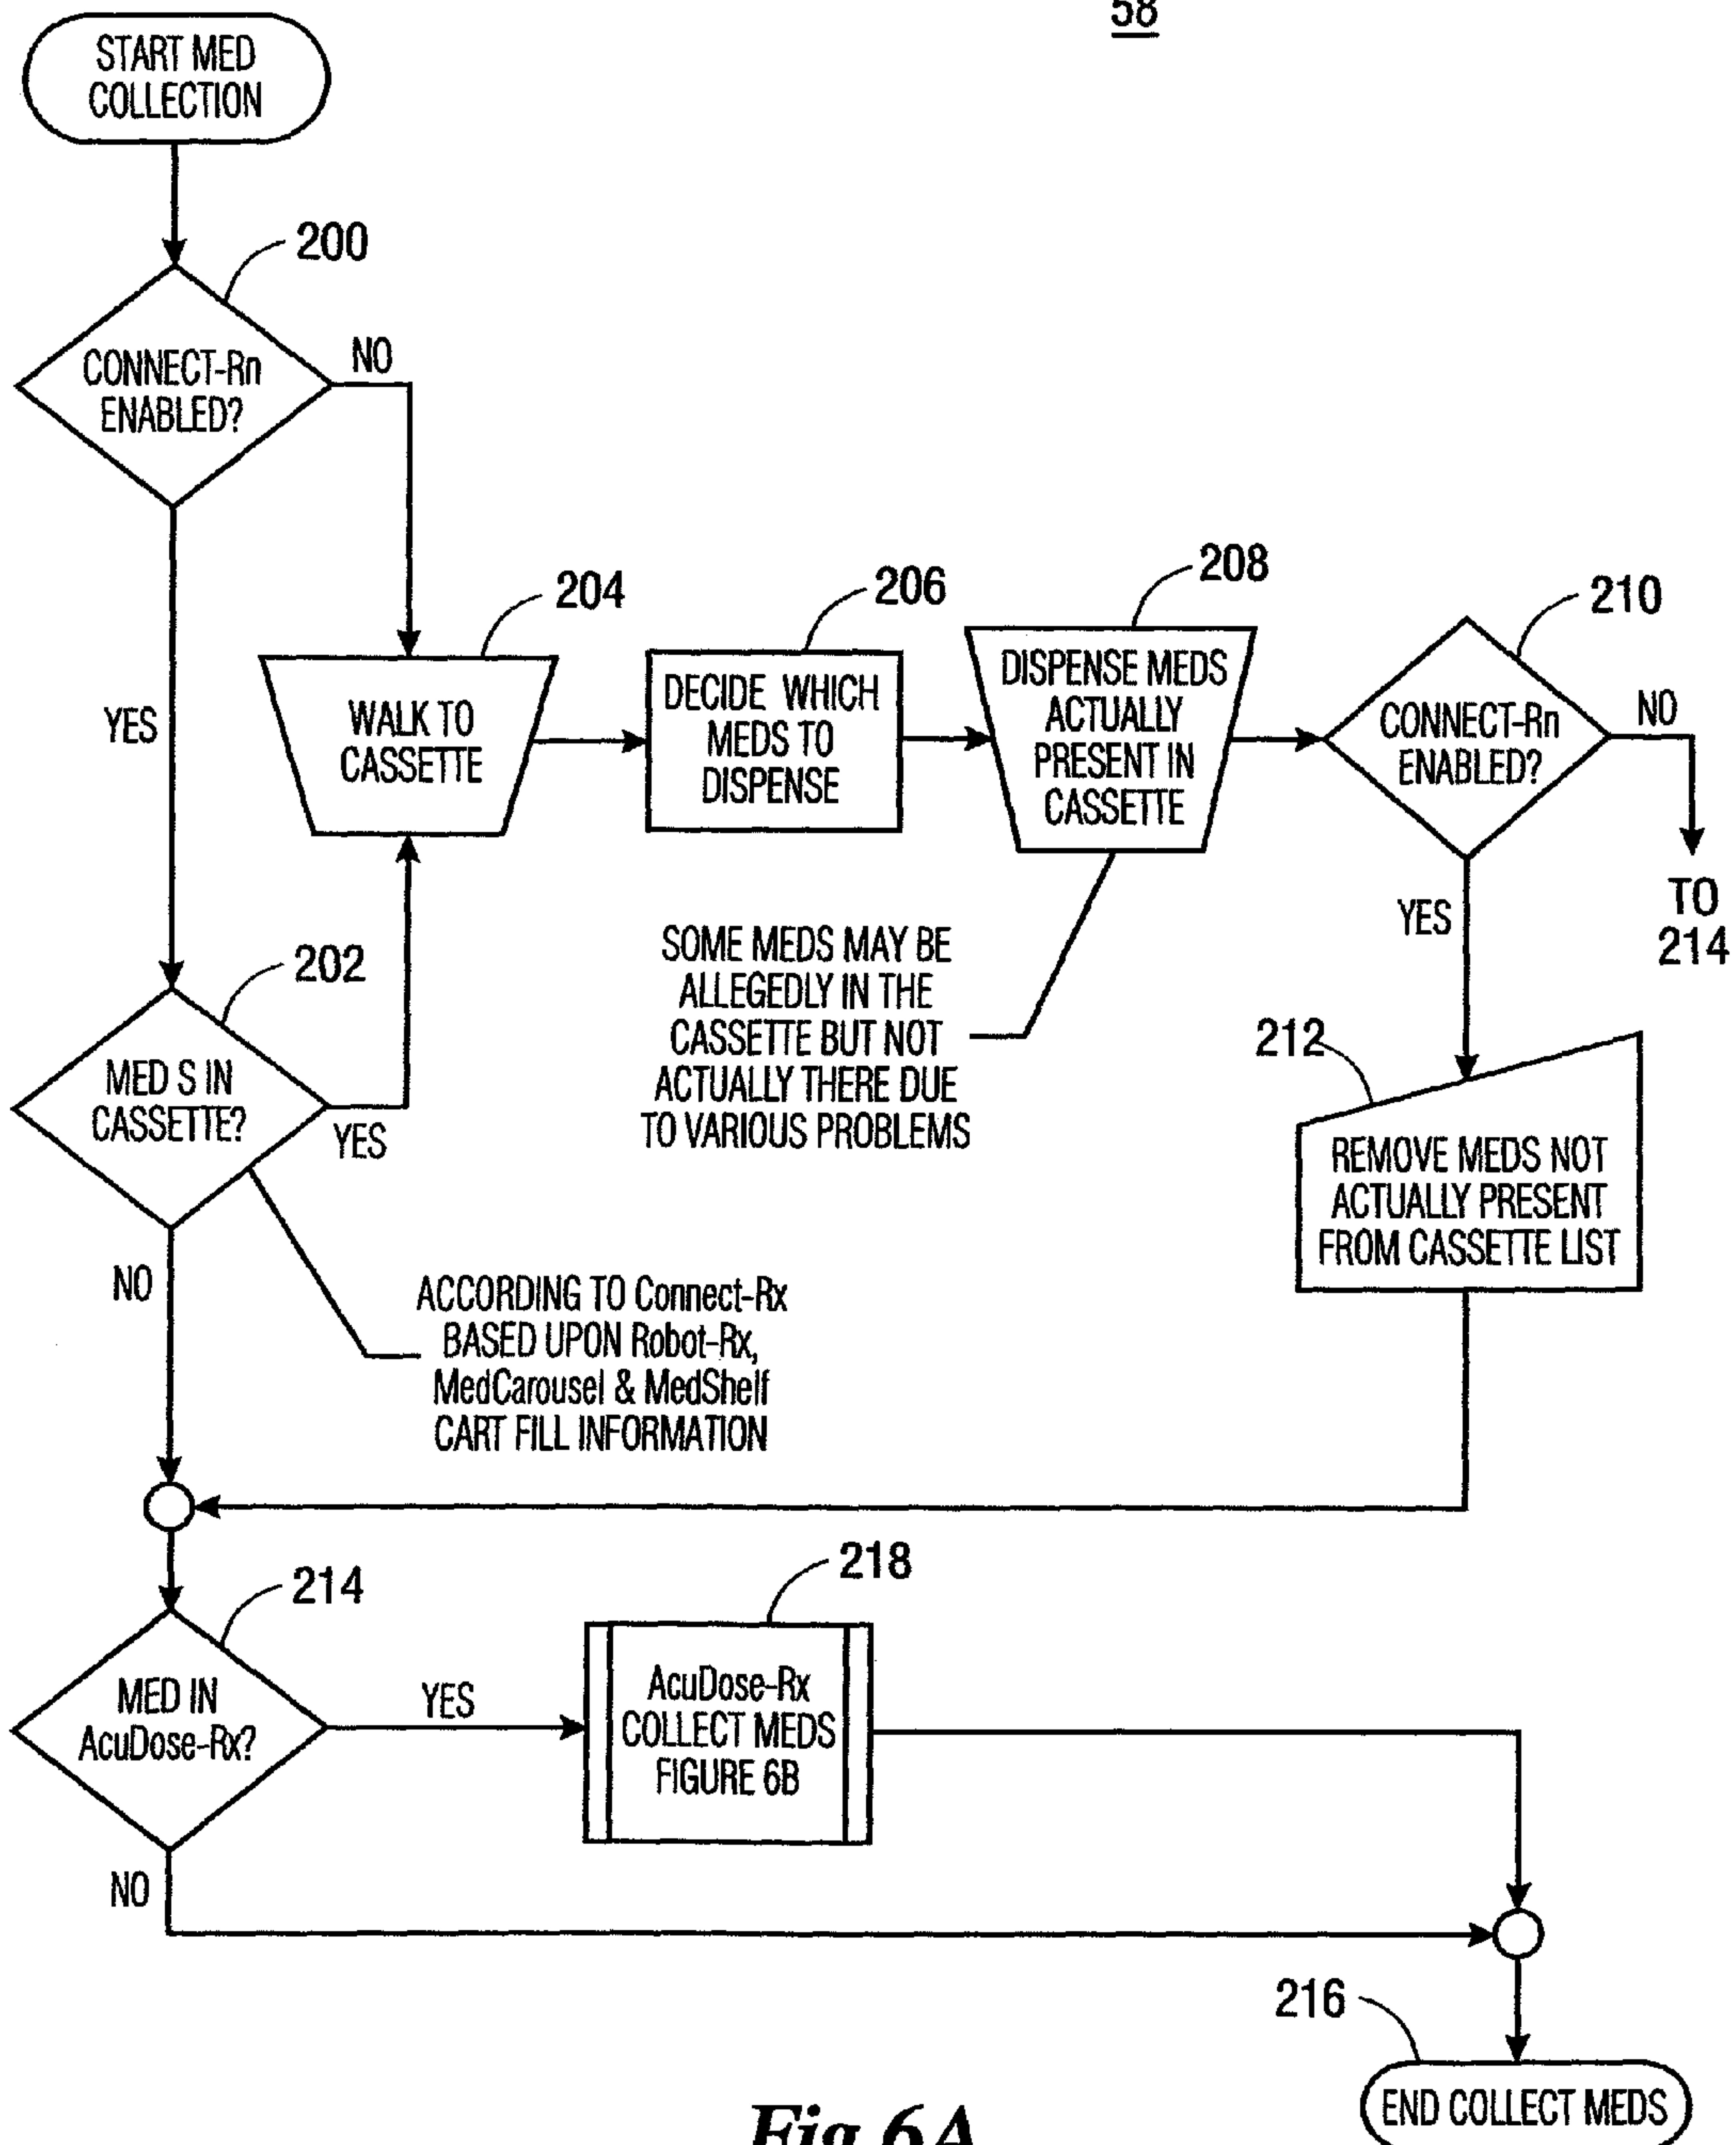 58
START MED
COLLECTION
200
CONNECT-Rn
ENABLED?
NO
YES
204
WALK TO
CASSETTE
206
DECIDE WHICH
MEDS TO
DISPENSE
208
DISPENSE MEDS
ACTUALLY
PRESENT IN
CASSETTE
210
CONNECT-Rn
ENABLED?
NO
TO
214
YES
SOME MEDS MAY BE
ALLEGEDLY IN THE
CASSETTE BUT NOT
ACTUALLY THERE DUE
TO VARIOUS PROBLEMS
202
MED S IN
CASSETTE?
YES
NO
212
REMOVE MEDS NOT
ACTUALLY PRESENT
FROM CASSETTE LIST
ACCORDING TO Connect-Rx
BASED UPON Robot-Rx,
MedCarousel & MedShelf
CART FILL INFORMATION
214
MED IN
AcuDose-Rx?
YES
218
AcuDose-Rx
COLLECT MEDS
FIGURE 6B
NO
216
END COLLECT MEDS
Fig.6A